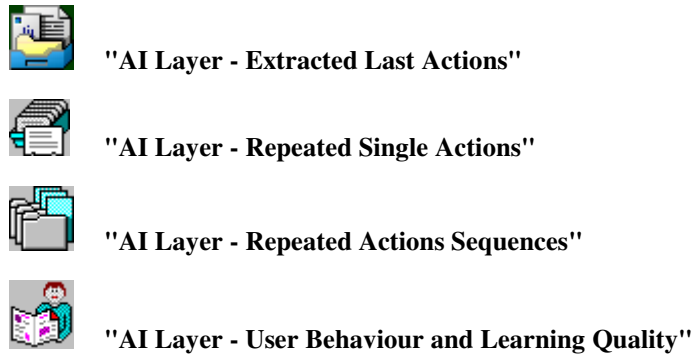 "AI Layer - Extracted Last Actions"
"AI Layer - Repeated Single Actions"
"AI Layer - Repeated Actions Sequences"
"AI Layer - User Behaviour and Learning Quality"